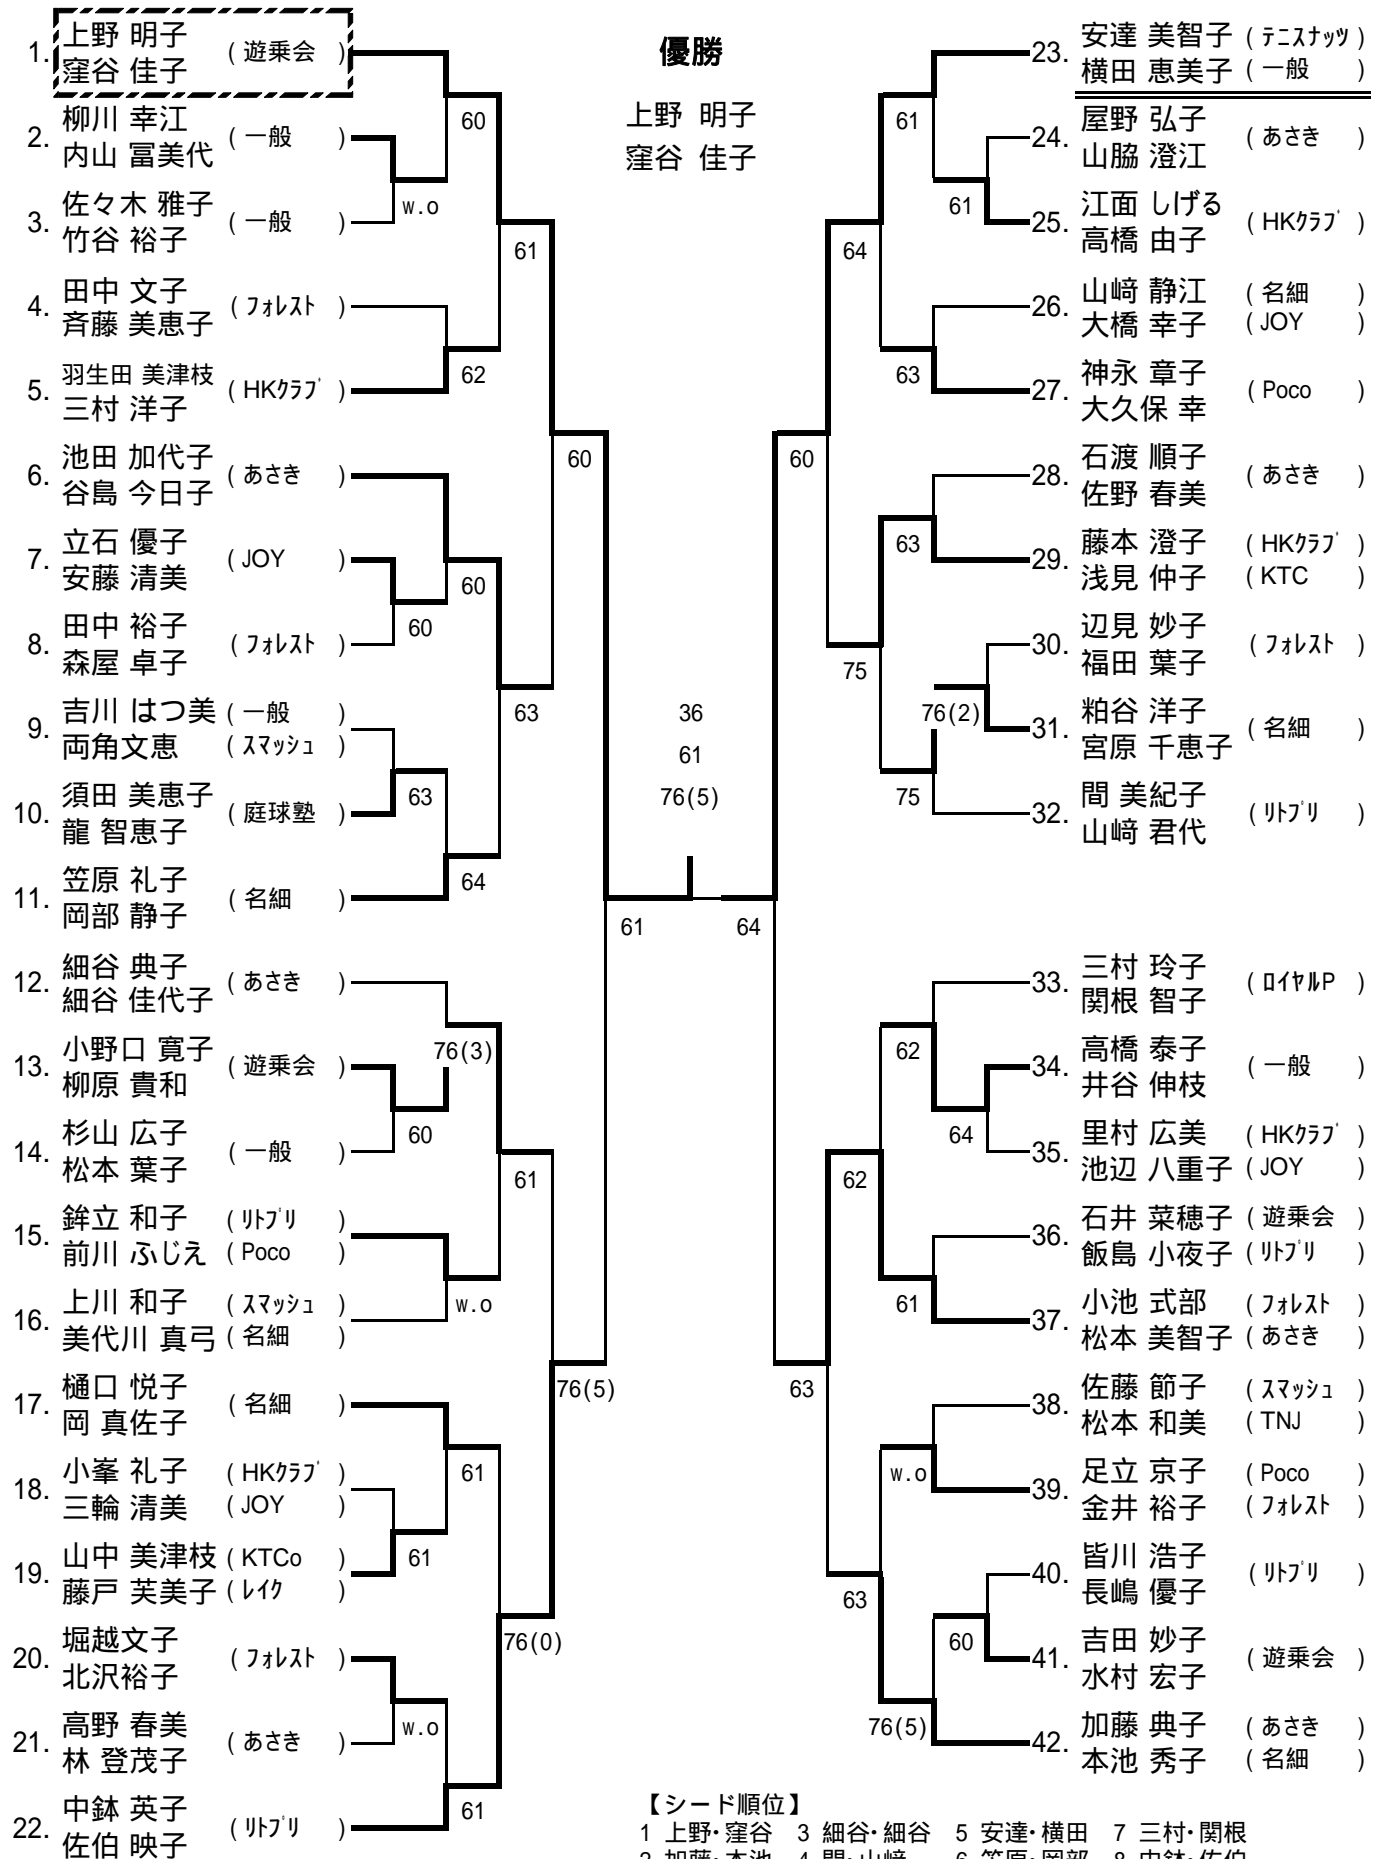 優勝
上野 明子
窪谷 佳子
1. 上野 明子 窪谷 佳子 (遊乗会)
2. 柳川 幸江 内山 冨美代 (一般)
3. 佐々木 雅子 竹谷 裕子 (一般)
4. 田中 文子 斉藤 美恵子 (フォレスト)
5. 羽生田 美津枝 三村 洋子 (HKクラブ)
6. 池田 加代子 谷島 今日子 (あさき)
7. 立石 優子 安藤 清美 (JOY)
8. 田中 裕子 森屋 卓子 (フォレスト)
9. 吉川 はつ美 (一般) 両角文恵 (スマッシュ)
10. 須田 美恵子 龍 智恵子 (庭球塾)
11. 笠原 礼子 岡部 静子 (名細)
12. 細谷 典子 細谷 佳代子 (あさき)
13. 小野口 寛子 柳原 貴和 (遊乗会)
14. 杉山 広子 松本 葉子 (一般)
15. 鉾立 和子 (リトプリ) 前川 ふじえ (Poco)
16. 上川 和子 (スマッシュ) 美代川 真弓 (名細)
17. 樋口 悦子 岡 真佐子 (名細)
18. 小峯 礼子 (HKクラブ) 三輪 清美 (JOY)
19. 山中 美津枝 (KTCo) 藤戸 芙美子 (レイク)
20. 堀越文子 北沢裕子 (フォレスト)
21. 高野 春美 林 登茂子 (あさき)
22. 中鉢 英子 佐伯 映子 (リトプリ)
60
w.o
61
62
60
60
60
63
63
64
61
76(3)
60
61
w.o
76(5)
61
61
76(0)
w.o
61
36
61
76(5)
23. 安達 美智子 (テニスナッツ) 横田 恵美子 (一般)
24. 屋野 弘子 山脇 澄江 (あさき)
25. 江面 しげる 高橋 由子 (HKクラブ)
26. 山﨑 静江 (名細) 大橋 幸子 (JOY)
27. 神永 章子 大久保 幸 (Poco)
28. 石渡 順子 佐野 春美 (あさき)
29. 藤本 澄子 (HKクラブ) 浅見 仲子 (KTC)
30. 辺見 妙子 福田 葉子 (フォレスト)
31. 粕谷 洋子 宮原 千恵子 (名細)
32. 間 美紀子 山﨑 君代 (リトプリ)
33. 三村 玲子 関根 智子 (ロイヤルP)
34. 高橋 泰子 井谷 伸枝 (一般)
35. 里村 広美 (HKクラブ) 池辺 八重子 (JOY)
36. 石井 菜穂子 (遊乗会) 飯島 小夜子 (リトプリ)
37. 小池 式部 (フォレスト) 松本 美智子 (あさき)
38. 佐藤 節子 (スマッシュ) 松本 和美 (TNJ)
39. 足立 京子 (Poco) 金井 裕子 (フォレスト)
40. 皆川 浩子 長嶋 優子 (リトプリ)
41. 吉田 妙子 水村 宏子 (遊乗会)
42. 加藤 典子 (あさき) 本池 秀子 (名細)
61
61
64
63
60
63
75
76(2)
75
64
62
64
62
61
63
w.o
63
60
76(5)
【シード順位】
1 上野・窪谷 3 細谷・細谷 5 安達・横田 7 三村・関根
2 加藤・本池 4 間・山﨑 6 笠原・岡部 8 中鉢・佐伯